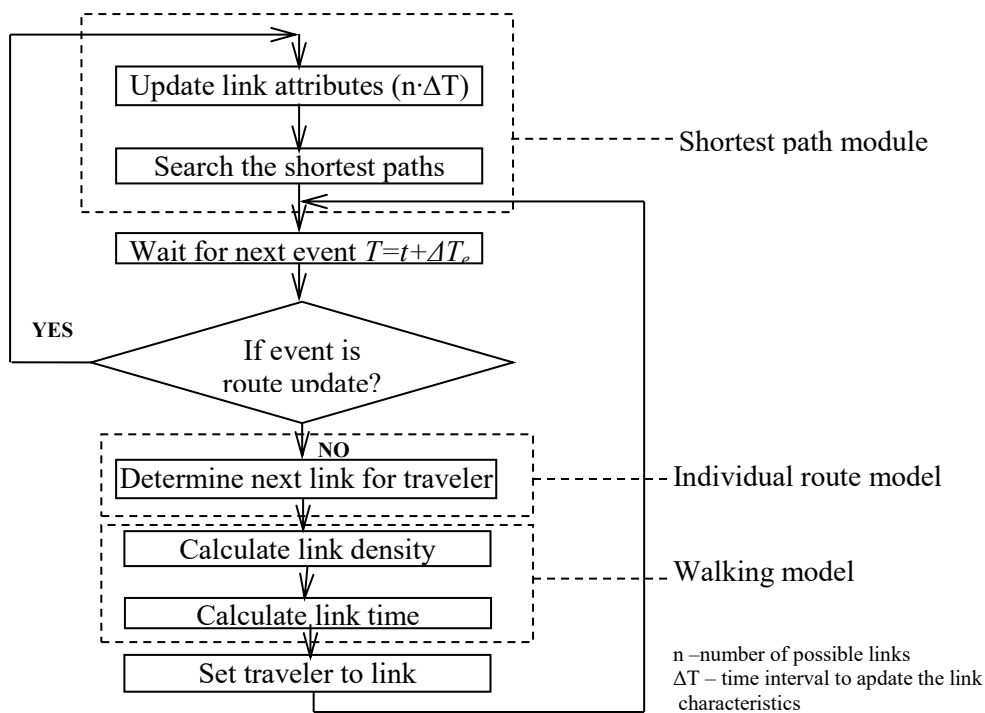 Update link attributes (n·ΔT)
Shortest path module
Search the shortest paths
Wait for next event T=t+ΔTₑ
YES
If event is
route update?
NO
Determine next link for traveler
Individual route model
Calculate link density
Walking model
Calculate link time
Set traveler to link
n –number of possible links
ΔT – time interval to apdate the link
characteristics